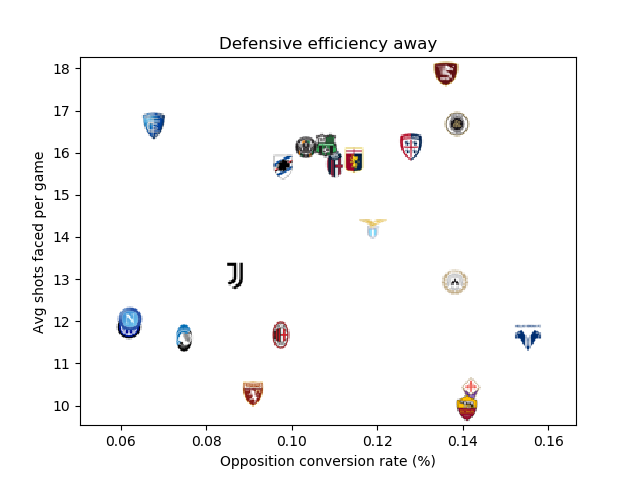 Defensive efficiency away
Avg shots faced per game
18
17
16
15
14
13
12
11
10
0.06 0.08 0.10 0.12 0.14 0.16
Opposition conversion rate (%)